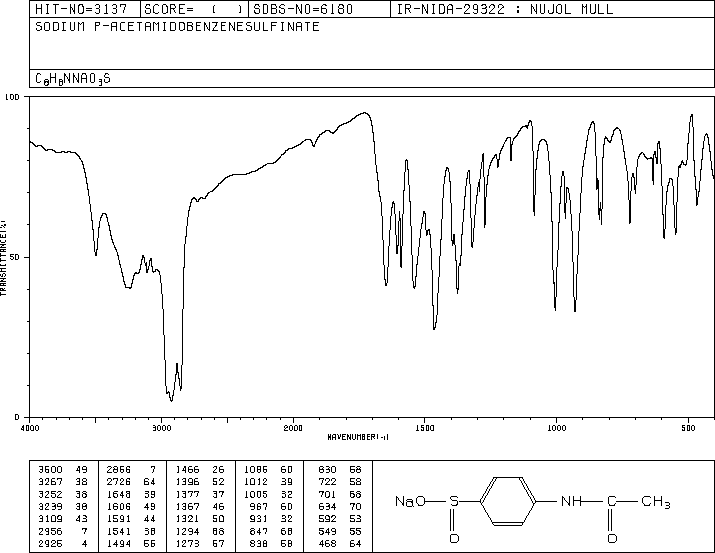 HIT-NO=3137 SCORE= ( ) SDBS-NO=6180 IR-NIDA-29322 : NUJOL MULL
SODIUM P-ACETAMIDOBENZENESULFINATE
C8H8NNAO3S
100
50
0
TRANSMITTANCE(%)
4000 3000 2000 1500 1000 500
WAVENUMBER(-1)
3500 49 2856 7 1466 26 1086 60 830 58
3267 38 2726 64 1396 52 1012 39 722 58
3252 38 1648 39 1377 37 1005 32 701 68
3239 38 1606 49 1367 46 967 60 634 70
3109 43 1591 44 1321 50 931 32 592 53
2956 7 1541 38 1294 68 847 68 549 55
2925 4 1494 55 1273 57 838 58 468 64
NaO S NH C CH3
O O